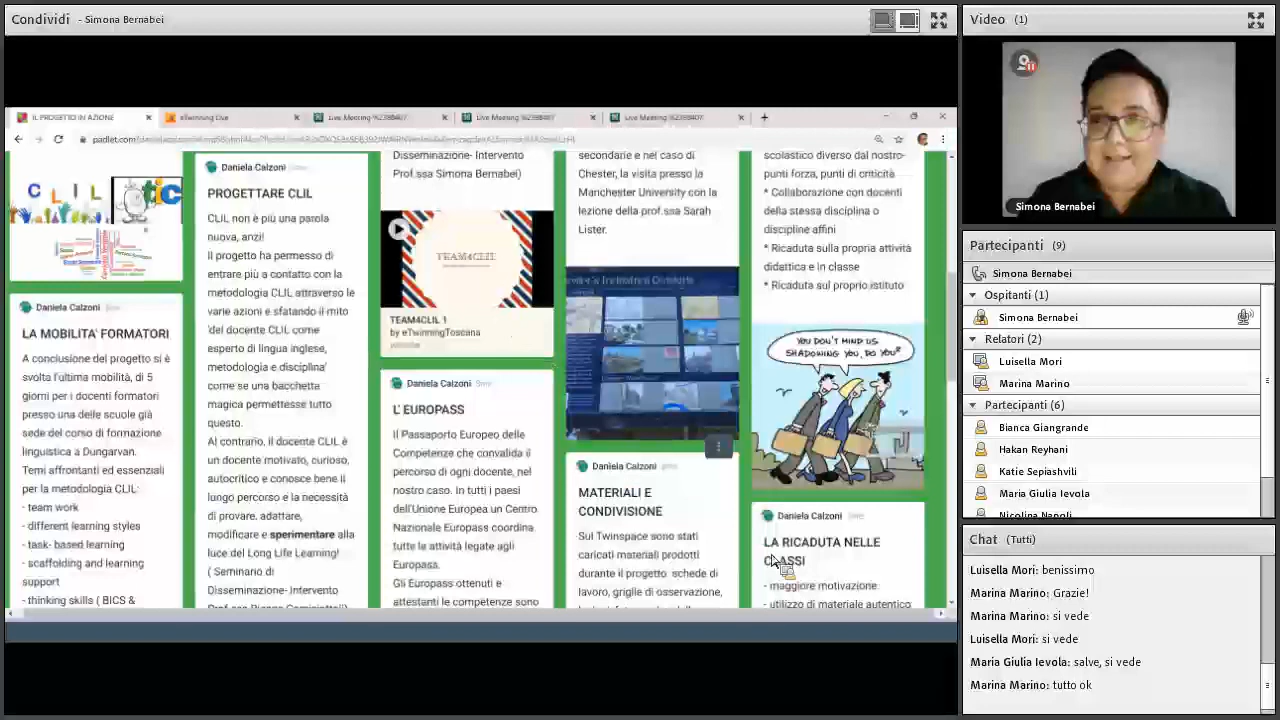 Condividi - Simona Bernabei
IL PROGETTO IN AZIONE
eTwinning Live
Live Meeting
Live Meeting
Live Meeting
CLIL
tic
Daniela Calzoni
LA MOBILITA' FORMATORI
A conclusione del progetto si è
svolta l'ultima mobilità, di 5
giorni per i docenti formatori
presso una delle scuole già
sede del corso di formazione
linguistica a Dungarvan.
Temi affrontati ed essenziali
per la metodologia CLIL:
- team work
- different learning styles
- task- based learning
- scaffolding and learning
support
- thinking skills ( BICS &
Daniela Calzoni
PROGETTARE CLIL
CLIL non è più una parola
nuova, anzi!
Il progetto ha permesso di
entrare più a contatto con la
metodologia CLIL attraverso le
varie azioni e sfatando il mito
'del docente CLIL come
esperto di lingua inglese,
metodologia e disciplina'
come se una bacchetta
magica permettesse tutto
questo.
Al contrario, il docente CLIL è
un docente motivato, curioso,
autocritico e conosce bene il
lungo percorso e la necessità
di provare, adattare,
modificare e sperimentare alla
luce del Long Life Learning!
( Seminario di
Disseminazione- Intervento
Disseminazione- Intervento
Prof.ssa Simona Bernabei)
TEAM4CLIL
TEAM4CLIL 1
by eTwinningToscana
youtube
Daniela Calzoni
L' EUROPASS
Il Passaporto Europeo delle
Competenze che convalida il
percorso di ogni docente, nel
nostro caso. In tutti i paesi
dell'Unione Europea un Centro
Nazionale Europass coordina
tutte le attività legate agli
Europass.
Gli Europass ottenuti e
attestanti le competenze sono
secondarie e nel caso di
Chester, la visita presso la
Manchester University con la
lezione della prof.ssa Sarah
Lister.
Daniela Calzoni
MATERIALI E
CONDIVISIONE
Sul Twinspace sono stati
caricati materiali prodotti
durante il progetto schede di
lavoro, griglie di osservazione,
scolastico diverso dal nostro-
punti forza, punti di criticità
* Collaborazione con docenti
della stessa disciplina o
discipline affini
* Ricaduta sulla propria attività
didattica e in classe
* Ricaduta sul proprio istituto
YOU DON'T MIND US
SHADOWING YOU, DO YOU?
Daniela Calzoni
LA RICADUTA NELLE
CLASSI
- maggiore motivazione
- utilizzo di materiale autentico
Video (1)
Simona Bernabei
Partecipanti (9)
Simona Bernabei
Ospitanti (1)
Simona Bernabei
Relatori (2)
Luisella Mori
Marina Marino
Partecipanti (6)
Bianca Giangrande
Hakan Reyhani
Katie Sepiashvili
Maria Giulia Ievola
Nicolina Napoli
Chat (Tutti)
Luisella Mori: benissimo
Marina Marino: Grazie!
Marina Marino: si vede
Luisella Mori: si vede
Maria Giulia Ievola: salve, si vede
Marina Marino: tutto ok